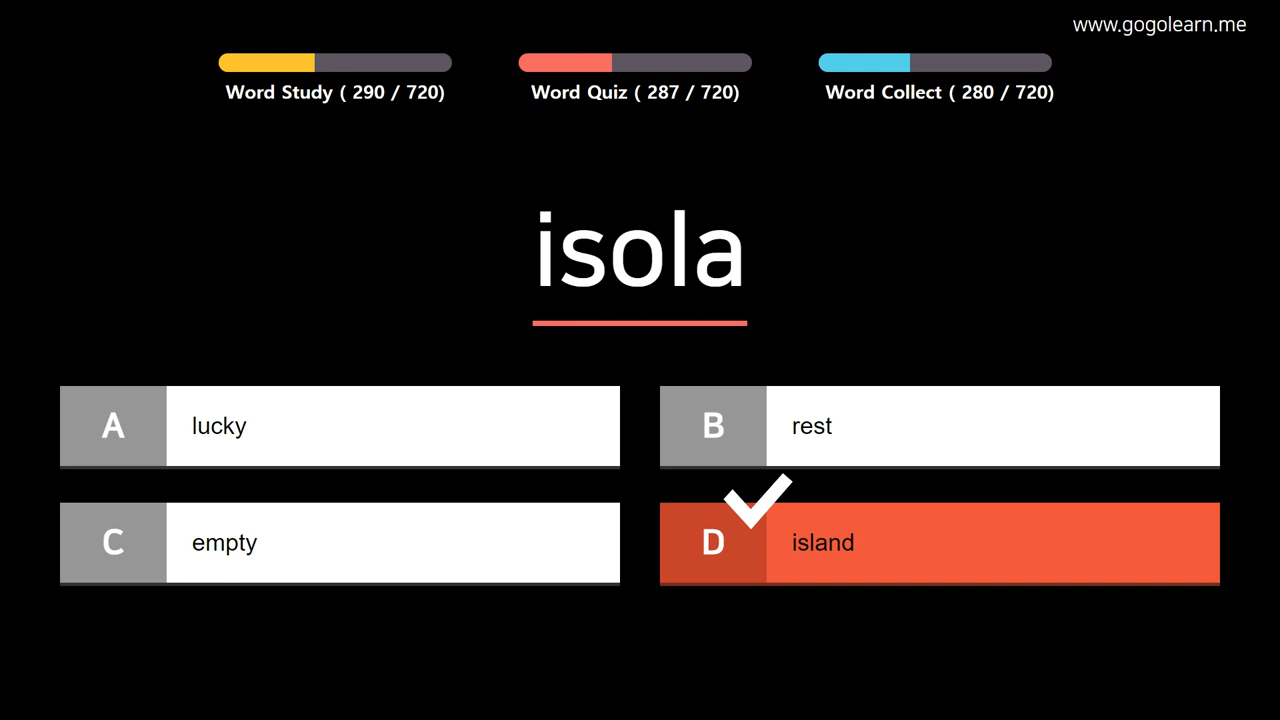 www.gogolearn.me
Word Study ( 290 / 720)
Word Quiz ( 287 / 720)
Word Collect ( 280 / 720)
isola
A lucky
B rest
C empty
D island